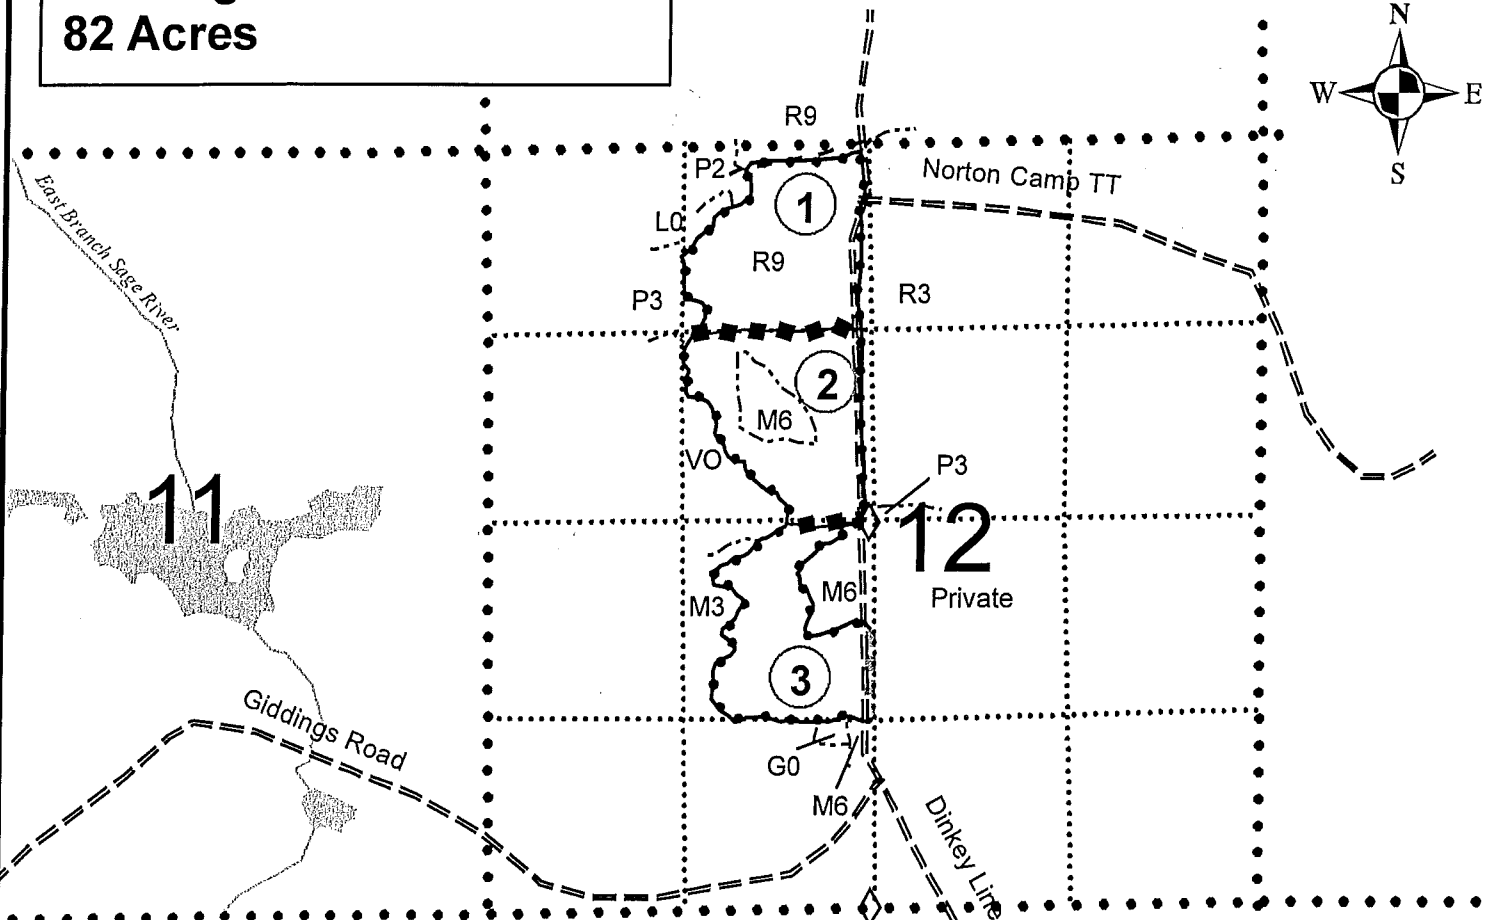 82 Acres
N
W
E
S
R9
P2
Norton Camp TT
1
East Branch Sage River
L0
R9
P3
R3
2
M6
VO
P3
11
12
M6
M3
Private
3
Giddings Road
G0
M6
Dinkey Line